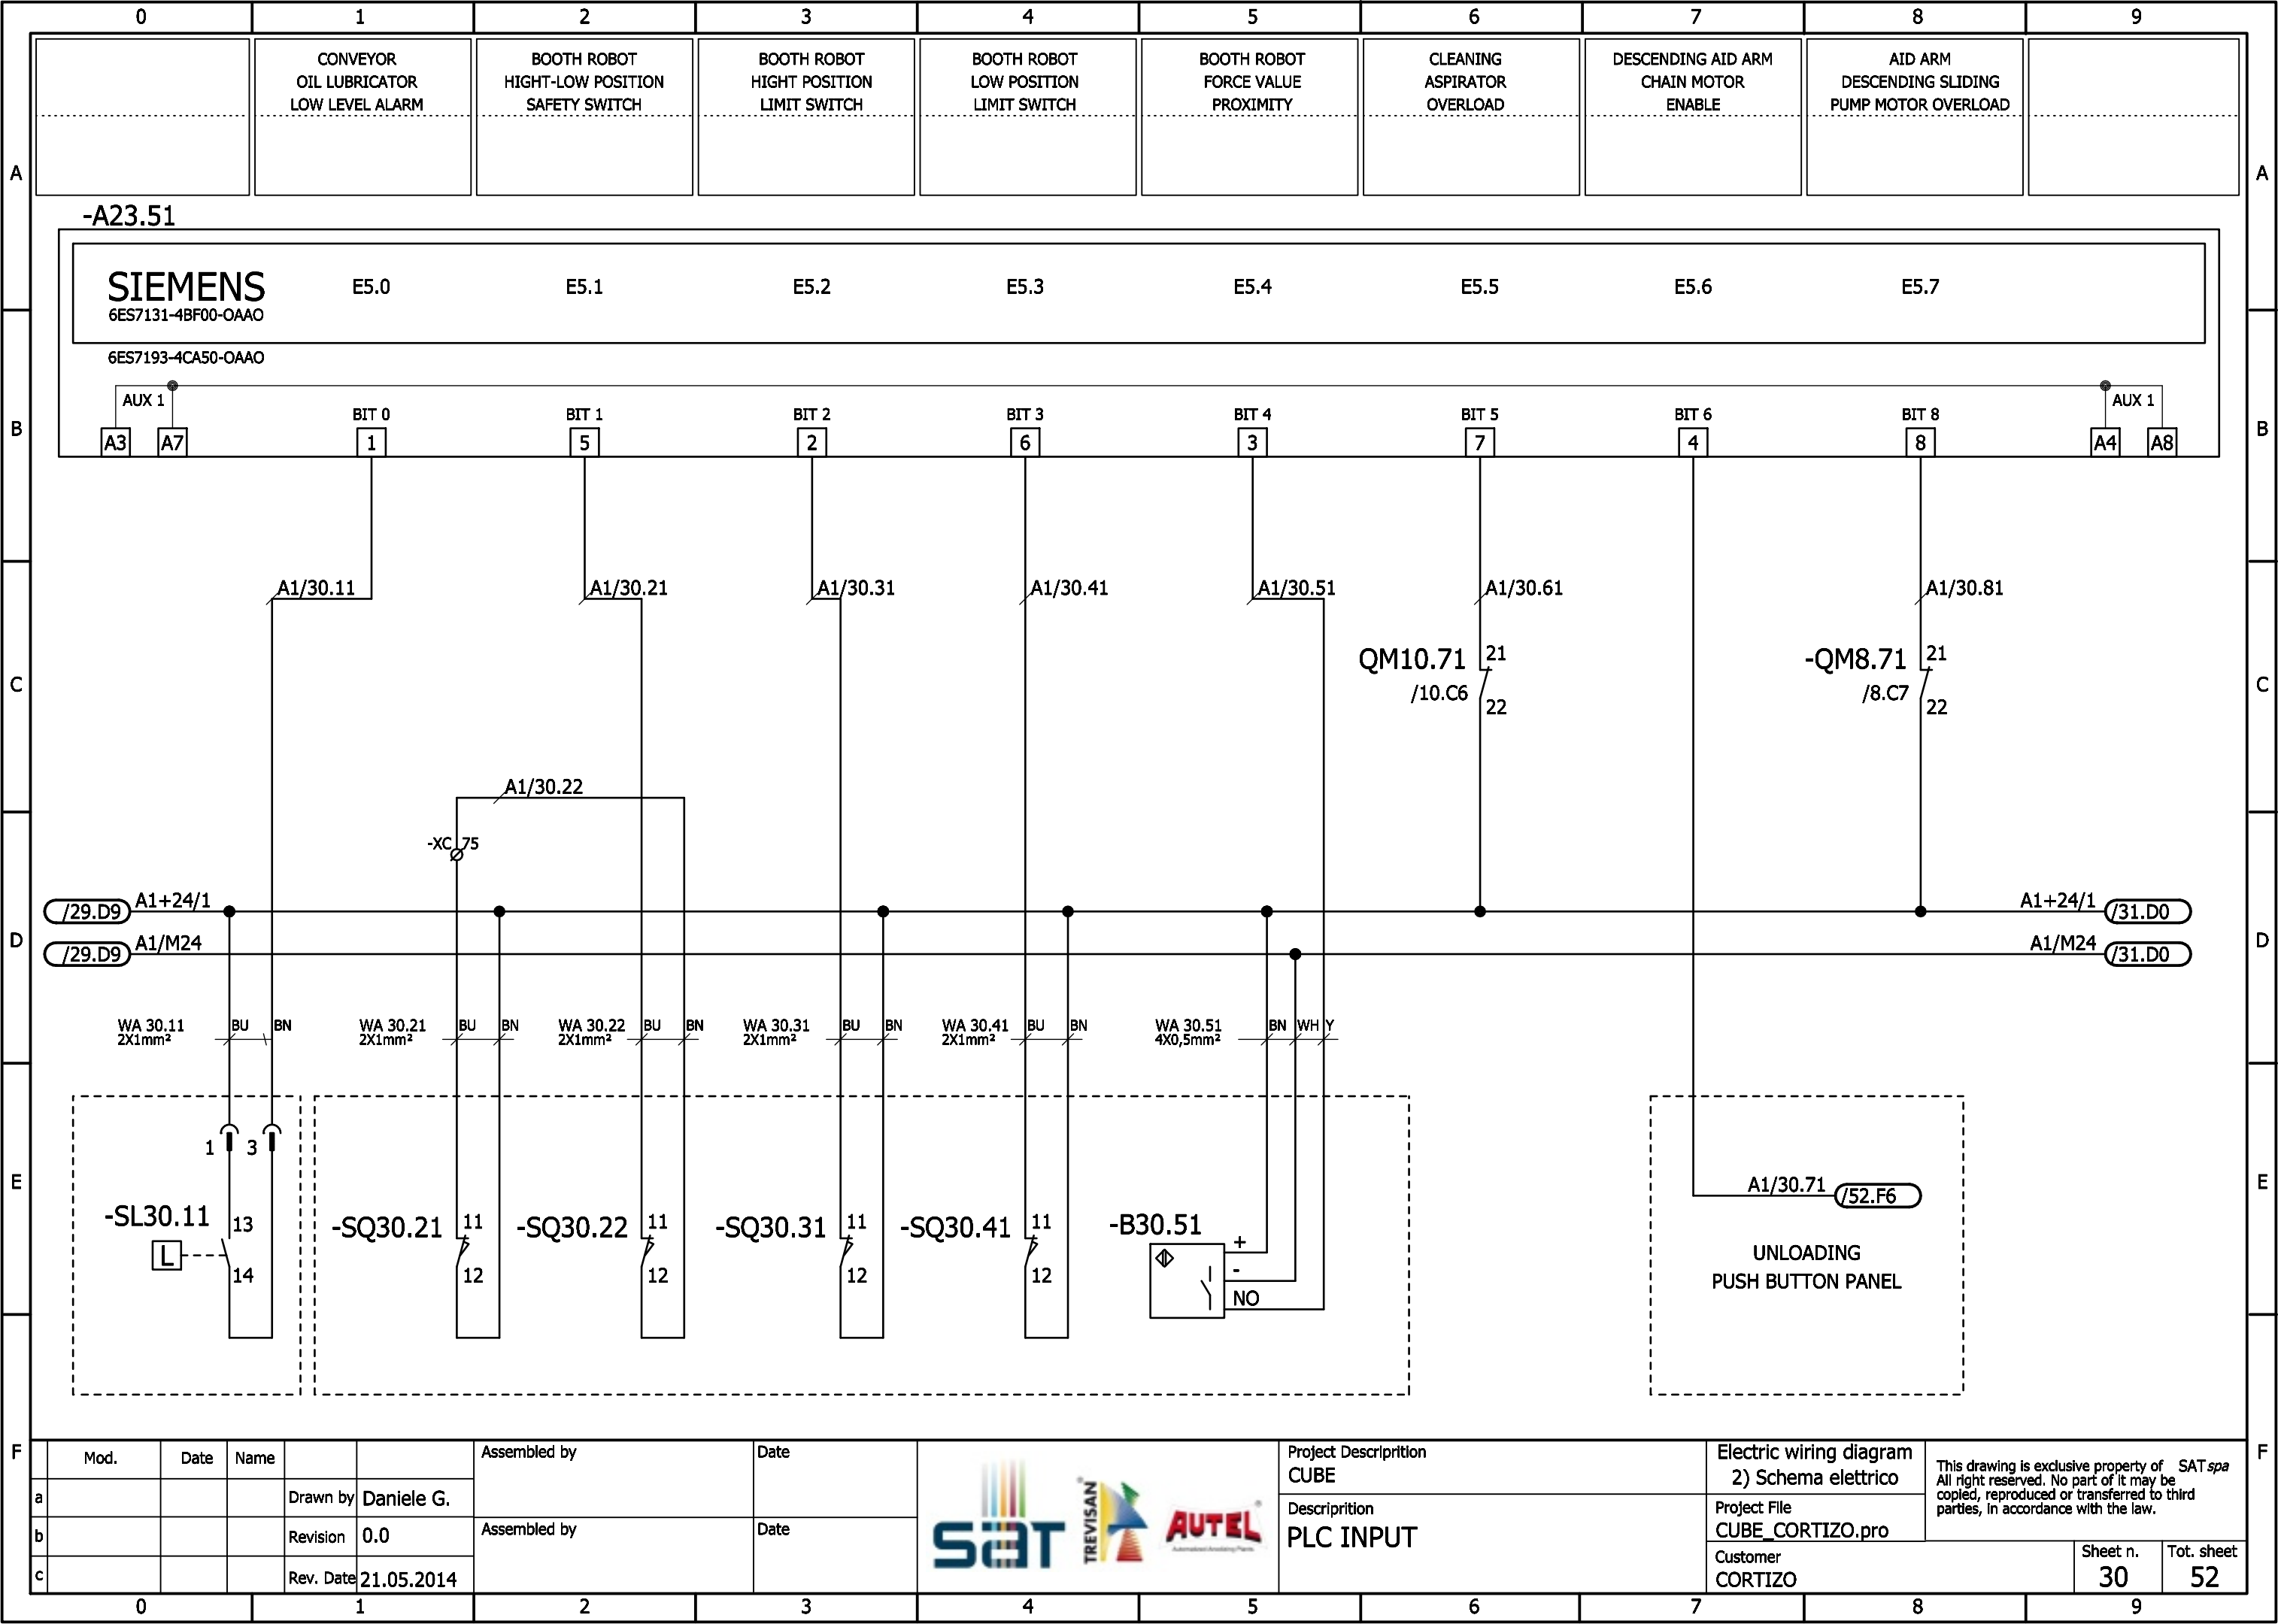 0 1 2 3 4 5 6 7 8 9
CONVEYOR
OIL LUBRICATOR
LOW LEVEL ALARM
BOOTH ROBOT
HIGHT-LOW POSITION
SAFETY SWITCH
BOOTH ROBOT
HIGHT POSITION
LIMIT SWITCH
BOOTH ROBOT
LOW POSITION
LIMIT SWITCH
BOOTH ROBOT
FORCE VALUE
PROXIMITY
CLEANING
ASPIRATOR
OVERLOAD
DESCENDING AID ARM
CHAIN MOTOR
ENABLE
AID ARM
DESCENDING SLIDING
PUMP MOTOR OVERLOAD
A A
-A23.51
SIEMENS E5.0 E5.1 E5.2 E5.3 E5.4 E5.5 E5.6 E5.7
6ES7131-4BF00-OAAO
6ES7193-4CA50-OAAO
AUX 1 AUX 1
BIT 0 BIT 1 BIT 2 BIT 3 BIT 4 BIT 5 BIT 6 BIT 8
B B
A3 A7 1 5 2 6 3 7 4 8 A4 A8
A1/30.11 A1/30.21 A1/30.31 A1/30.41 A1/30.51 A1/30.61 A1/30.81
QM10.71 21 -QM8.71 21
C C
/10.C6 /8.C7
22 22
A1/30.22
-XC 75
/29.D9 A1+24/1 A1+24/1 /31.D0
D D
/29.D9 A1/M24 A1/M24 /31.D0
WA 30.11 BU BN WA 30.21 BU BN WA 30.22 BU BN WA 30.31 BU BN WA 30.41 BU BN WA 30.51 BN WH Y
2X1mm² 2X1mm² 2X1mm² 2X1mm² 2X1mm² 4X0,5mm²
1 3
E E
A1/30.71 /52.F6
-SL30.11 13 -SQ30.21 11 -SQ30.22 11 -SQ30.31 11 -SQ30.41 11 -B30.51
+
L
UNLOADING
14 12 12 12 12 -
PUSH BUTTON PANEL
NO
F F
Mod. Date Name
a Drawn by Daniele G.
b Revision 0.0
c Rev. Date 21.05.2014
Assembled by Date
Assembled by Date
sat
TREVISAN®
AUTEL®
Automatized Anodizing Plants
Project Descriprition
CUBE
Descriprition
PLC INPUT
Electric wiring diagram
2) Schema elettrico
Project File
CUBE_CORTIZO.pro
Customer
CORTIZO
This drawing is exclusive property of SAT spa
All right reserved. No part of it may be
copied, reproduced or transferred to third
parties, in accordance with the law.
Sheet n. Tot. sheet
30 52
0 1 2 3 4 5 6 7 8 9